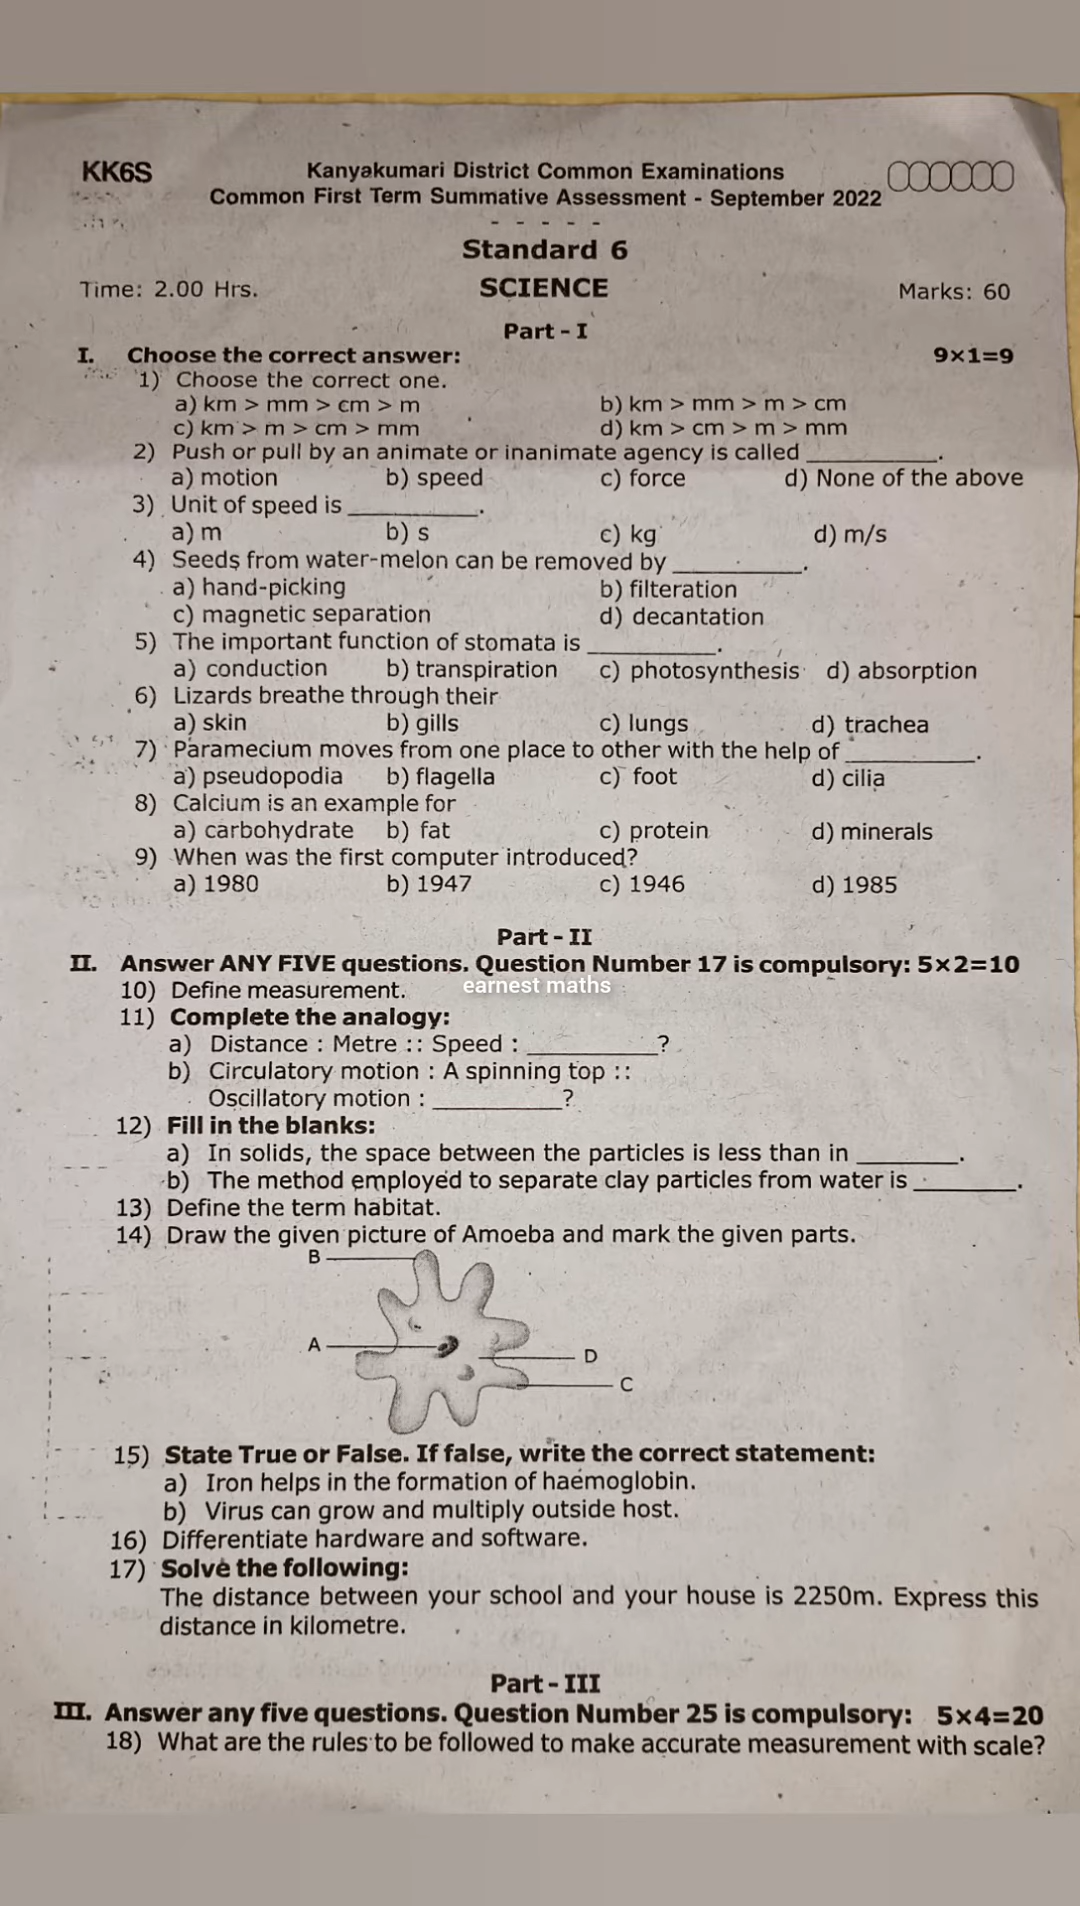 KK6S
Kanyakumari District Common Examinations
Common First Term Summative Assessment - September 2022
- - - - -
Standard 6
Time: 2.00 Hrs.
SCIENCE
Marks: 60
Part - I
I. Choose the correct answer: 9×1=9
1) Choose the correct one.
a) km > mm > cm > m b) km > mm > m > cm
c) km > m > cm > mm d) km > cm > m > mm
2) Push or pull by an animate or inanimate agency is called ___________.
a) motion b) speed c) force d) None of the above
3) Unit of speed is ___________.
a) m b) s c) kg d) m/s
4) Seeds from water-melon can be removed by ___________.
a) hand-picking b) filteration
c) magnetic separation d) decantation
5) The important function of stomata is ___________.
a) conduction b) transpiration c) photosynthesis d) absorption
6) Lizards breathe through their
a) skin b) gills c) lungs d) trachea
7) Paramecium moves from one place to other with the help of ___________.
a) pseudopodia b) flagella c) foot d) cilia
8) Calcium is an example for
a) carbohydrate b) fat c) protein d) minerals
9) When was the first computer introduced?
a) 1980 b) 1947 c) 1946 d) 1985
Part - II
II. Answer ANY FIVE questions. Question Number 17 is compulsory: 5×2=10
10) Define measurement.
earnest maths
11) Complete the analogy:
a) Distance : Metre :: Speed : ___________?
b) Circulatory motion : A spinning top ::
Oscillatory motion : ___________?
12) Fill in the blanks:
a) In solids, the space between the particles is less than in ________.
b) The method employed to separate clay particles from water is ________.
13) Define the term habitat.
14) Draw the given picture of Amoeba and mark the given parts.
B
A
D
C
15) State True or False. If false, write the correct statement:
a) Iron helps in the formation of haemoglobin.
b) Virus can grow and multiply outside host.
16) Differentiate hardware and software.
17) Solve the following:
The distance between your school and your house is 2250m. Express this
distance in kilometre.
Part - III
III. Answer any five questions. Question Number 25 is compulsory: 5×4=20
18) What are the rules to be followed to make accurate measurement with scale?